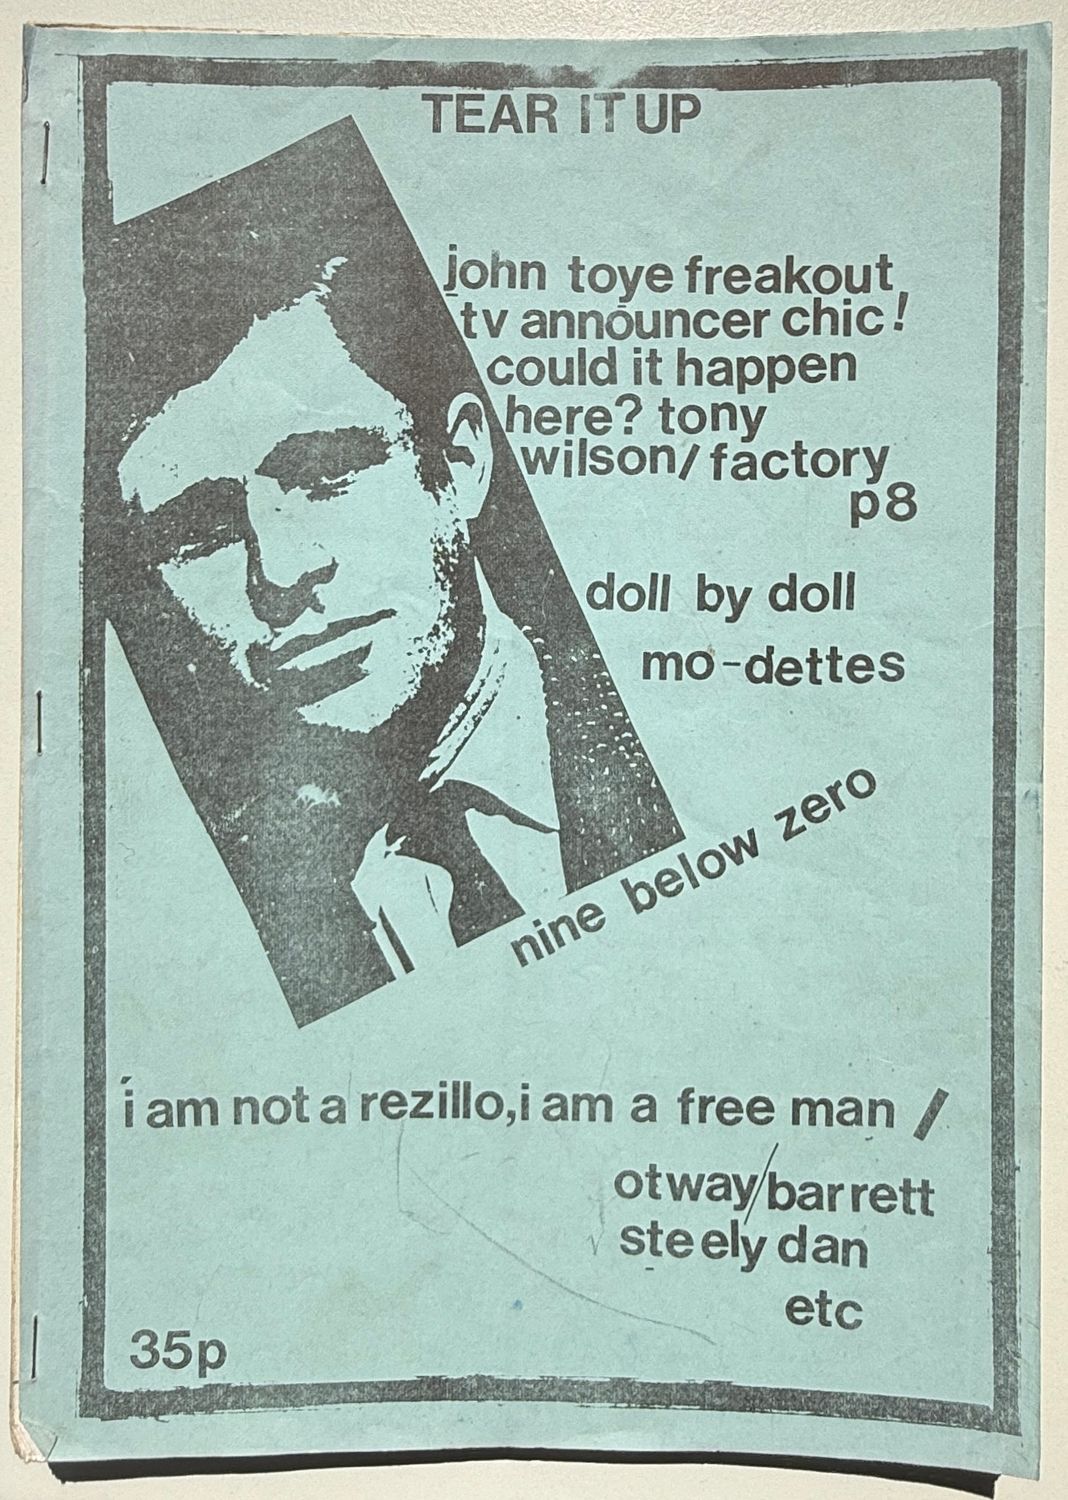 TEAR IT UP
john toye freakout,
tv announcer chic!
could it happen
here? tony
wilson/factory
p8
doll by doll
mo-dettes
nine below zero
i am not a rezillo,i am a free man /
otway/barrett
steely dan
etc
35p